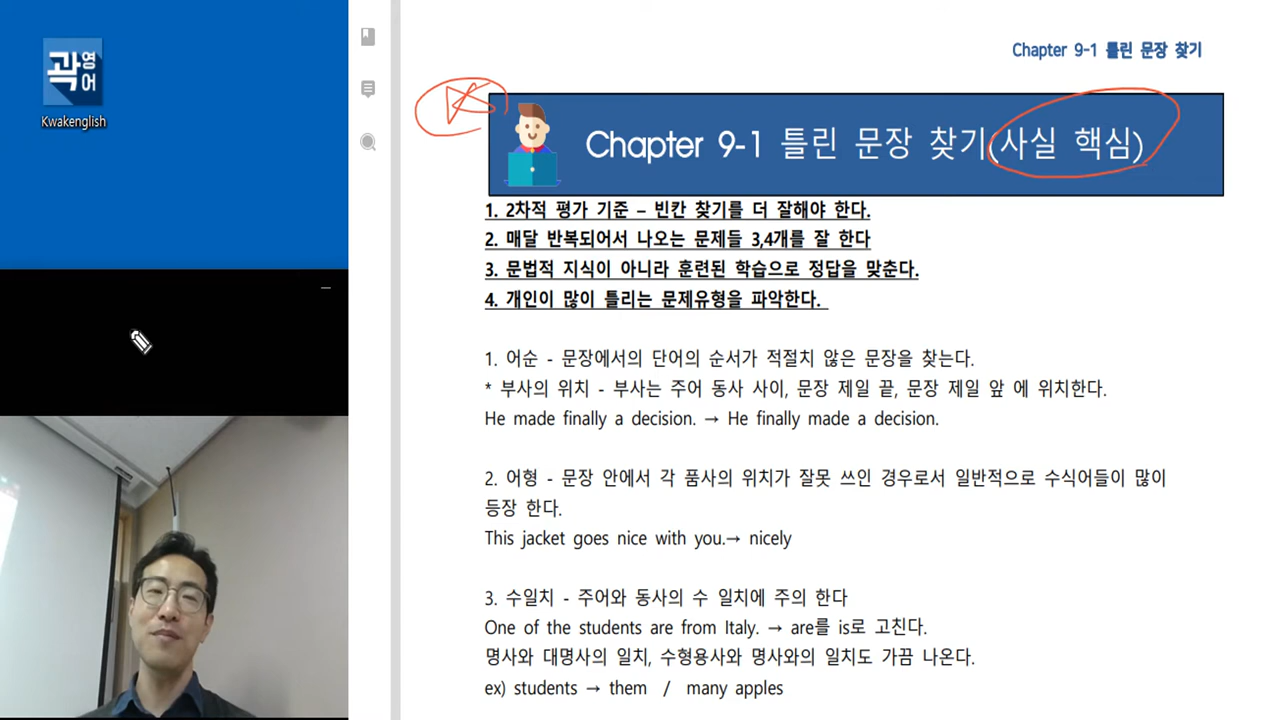 곽영어
Kwakenglish
Chapter 9-1 틀린 문장 찾기
Chapter 9-1 틀린 문장 찾기(사실 핵심)
1. 2차적 평가 기준 – 빈칸 찾기를 더 잘해야 한다.
2. 매달 반복되어서 나오는 문제들 3,4개를 잘 한다
3. 문법적 지식이 아니라 훈련된 학습으로 정답을 맞춘다.
4. 개인이 많이 틀리는 문제유형을 파악한다.
1. 어순 - 문장에서의 단어의 순서가 적절치 않은 문장을 찾는다.
* 부사의 위치 - 부사는 주어 동사 사이, 문장 제일 끝, 문장 제일 앞 에 위치한다.
He made finally a decision. → He finally made a decision.
2. 어형 - 문장 안에서 각 품사의 위치가 잘못 쓰인 경우로서 일반적으로 수식어들이 많이
등장 한다.
This jacket goes nice with you.→ nicely
3. 수일치 - 주어와 동사의 수 일치에 주의 한다
One of the students are from Italy. → are를 is로 고친다.
명사와 대명사의 일치, 수형용사와 명사와의 일치도 가끔 나온다.
ex) students → them / many apples